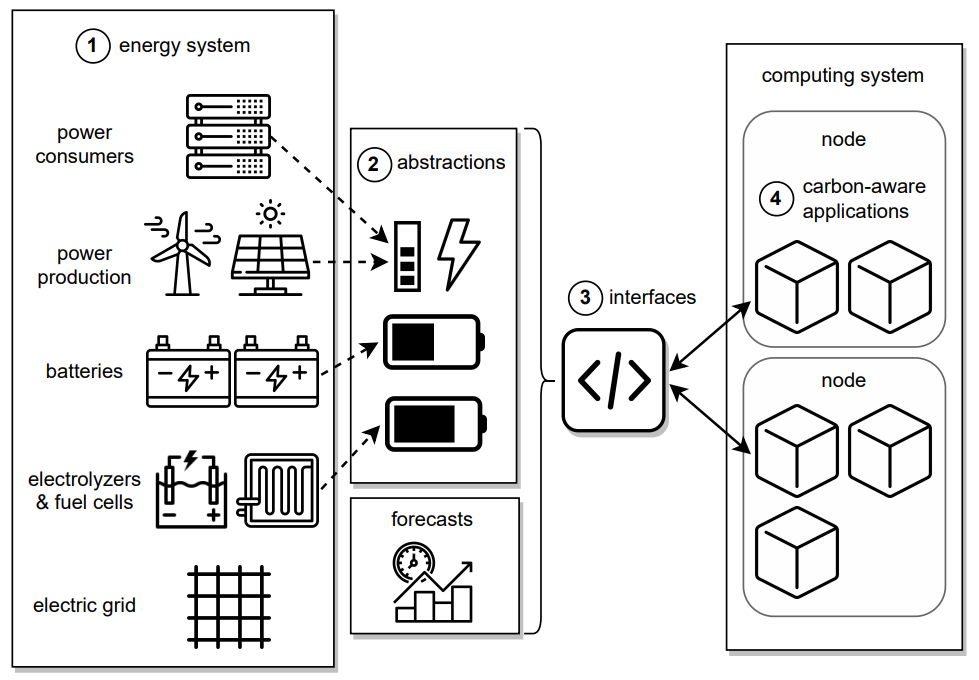 1 energy system
power
consumers
power
production
batteries
electrolyzers
& fuel cells
electric grid
2 abstractions
forecasts
3 interfaces
</>
computing system
node
4 carbon-aware
applications
node